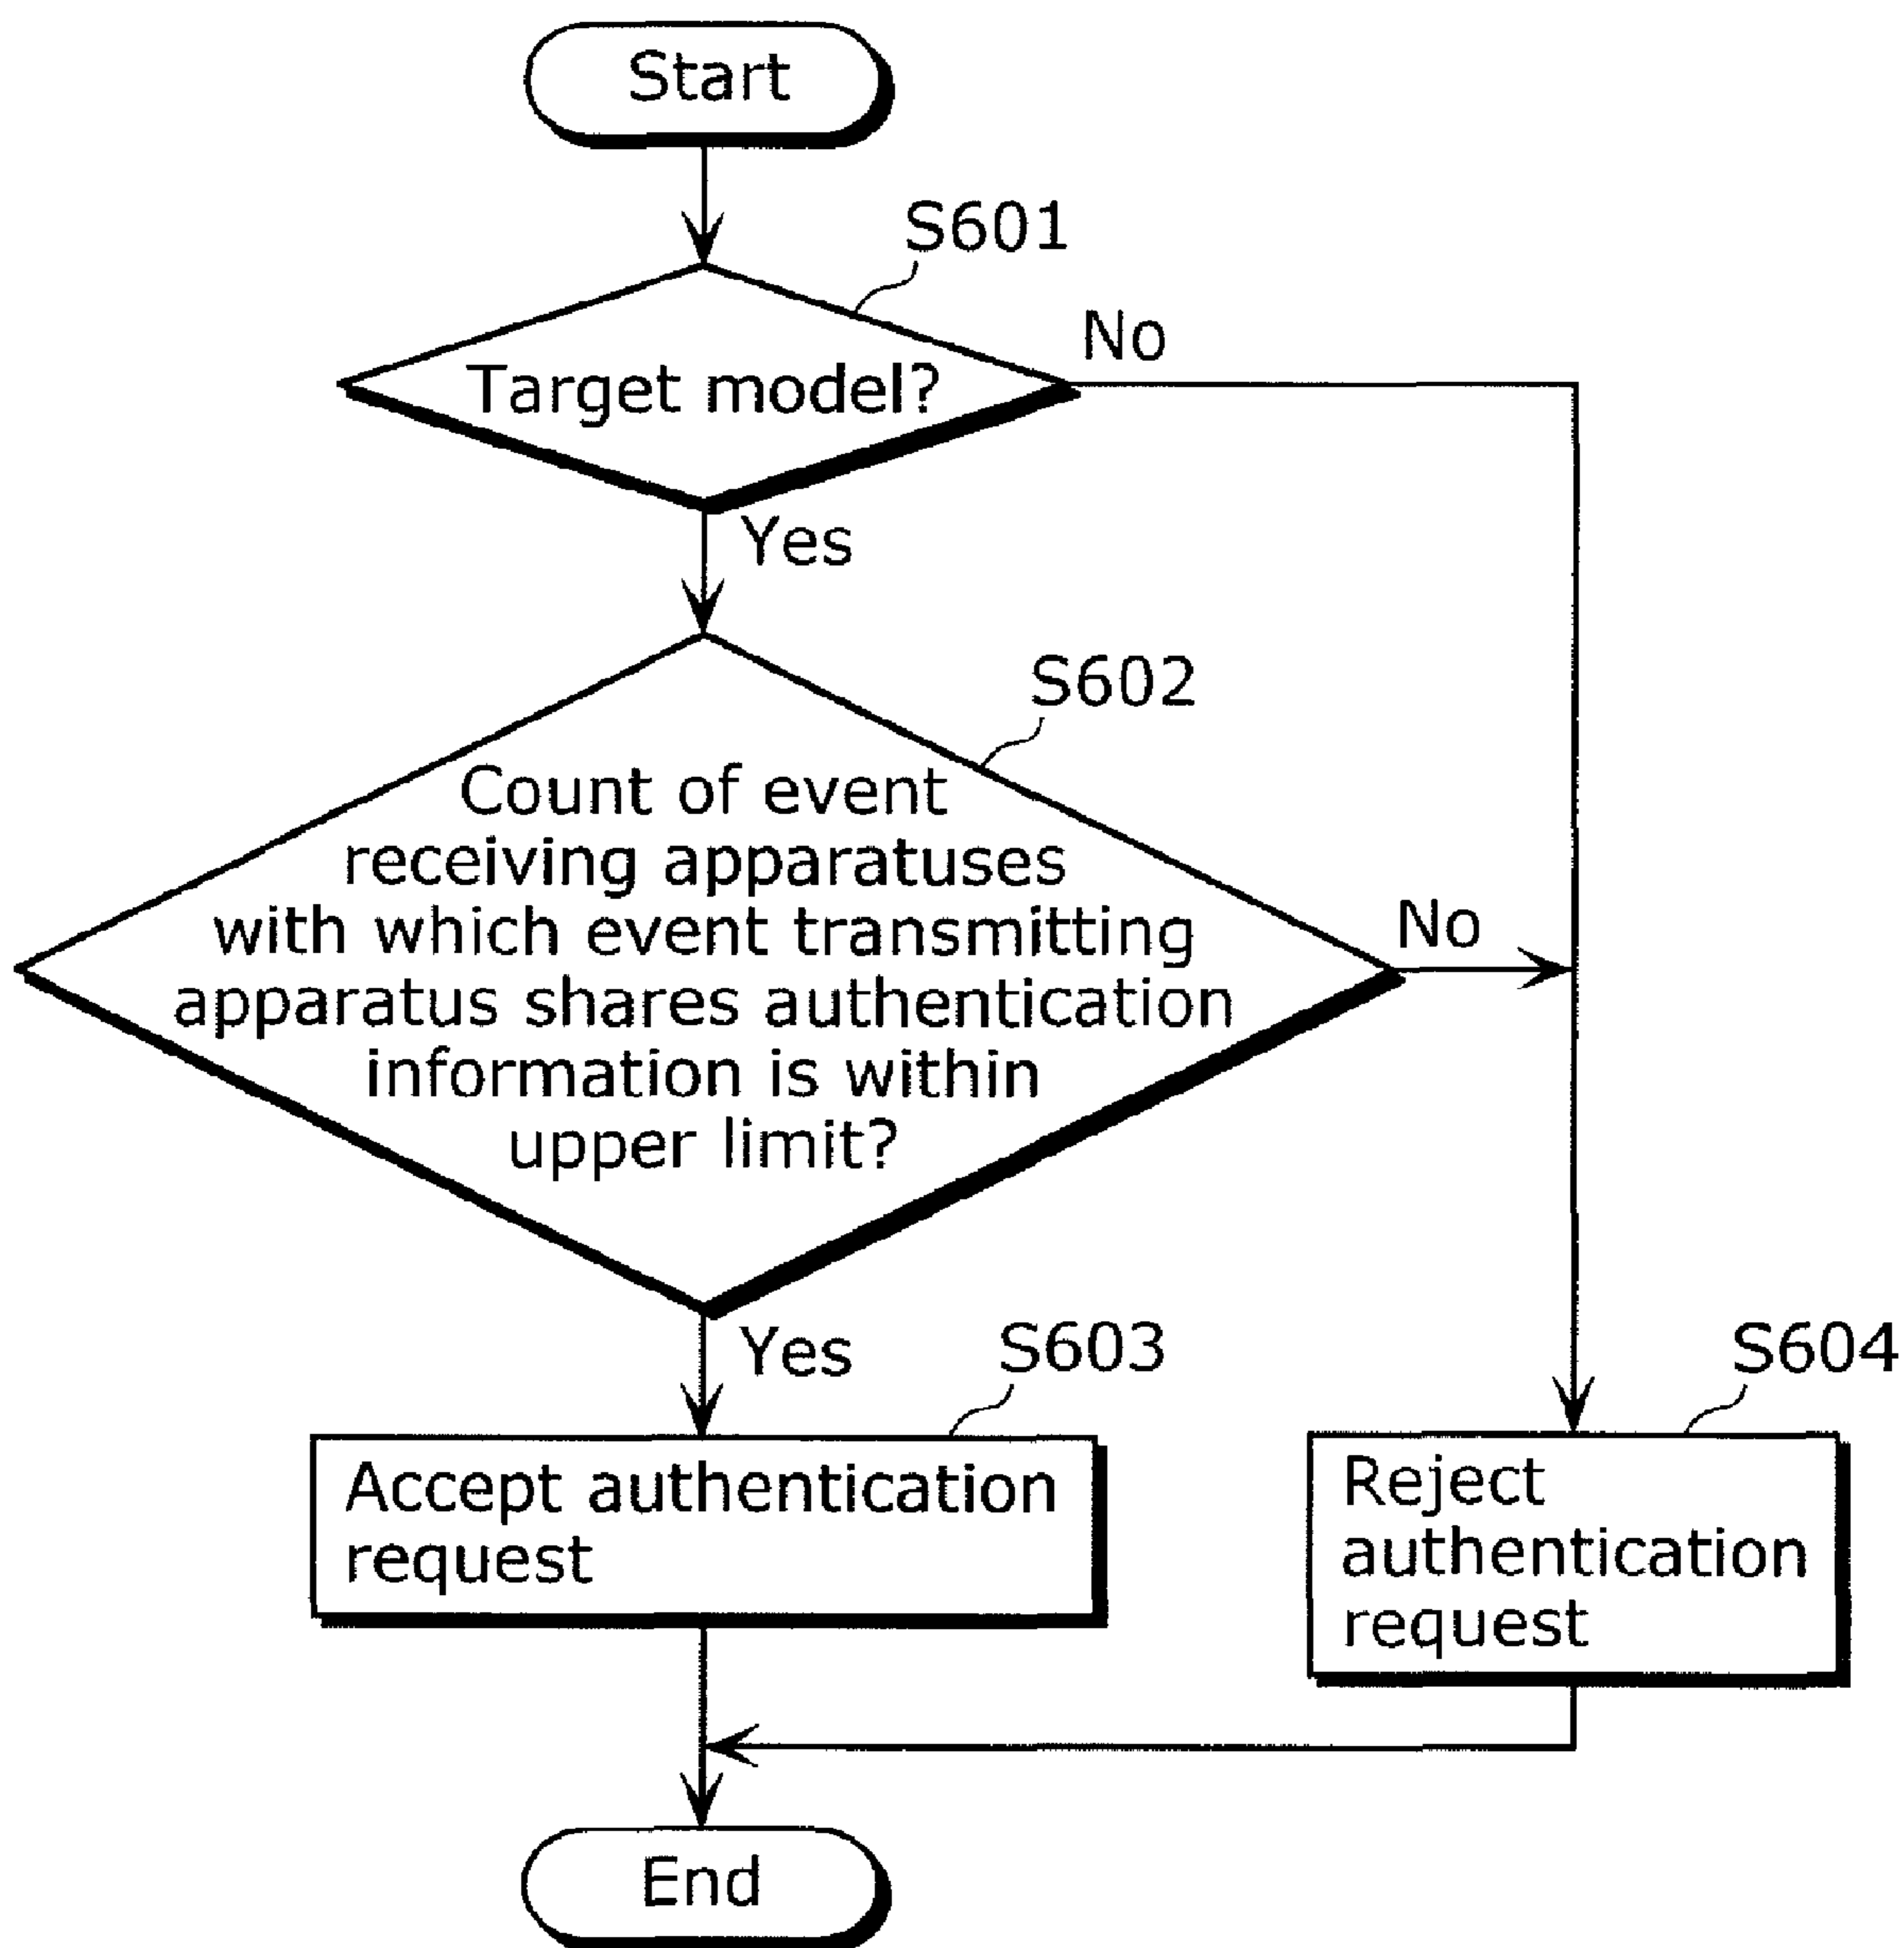 Start
S601
Target model?
No
Yes
S602
Count of event
receiving apparatuses
with which event transmitting
apparatus shares authentication
information is within
upper limit?
No
Yes
S603
Accept authentication
request
S604
Reject
authentication
request
End